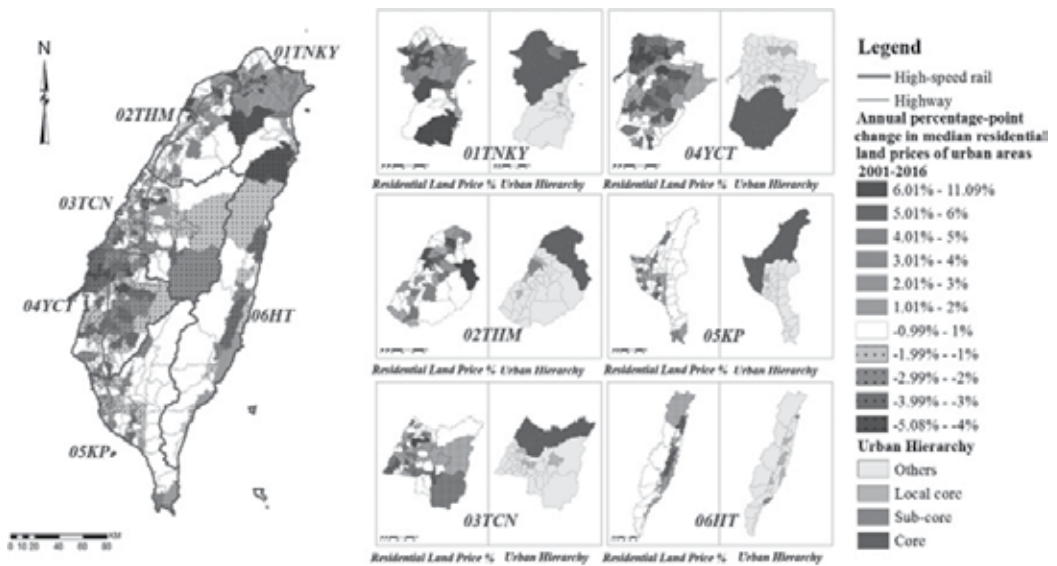 N
01TNKY
02THM
03TCN
04YCT
06HT
05KP
0 10 20 40 60 80 KM
01TNKY
Residential Land Price % Urban Hierarchy
04YCT
Residential Land Price % Urban Hierarchy
02THM
Residential Land Price % Urban Hierarchy
05KP
Residential Land Price % Urban Hierarchy
03TCN
Residential Land Price % Urban Hierarchy
06HT
Residential Land Price % Urban Hierarchy
Legend
High-speed rail
Highway
Annual percentage-point
change in median residential
land prices of urban areas
2001-2016
6.01% - 11.09%
5.01% - 6%
4.01% - 5%
3.01% - 4%
2.01% - 3%
1.01% - 2%
-0.99% - 1%
-1.99% - -1%
-2.99% - -2%
-3.99% - -3%
-5.08% - -4%
Urban Hierarchy
Others
Local core
Sub-core
Core